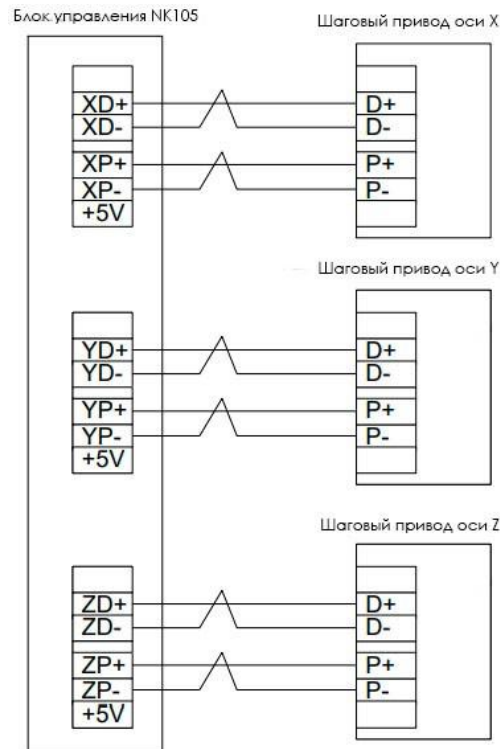 Блок управления NK105
Шаговый привод оси X
XD+
XD-
XP+
XP-
+5V
D+
D-
P+
P-
Шаговый привод оси Y
YD+
YD-
YP+
YP-
+5V
D+
D-
P+
P-
Шаговый привод оси Z
ZD+
ZD-
ZP+
ZP-
+5V
D+
D-
P+
P-